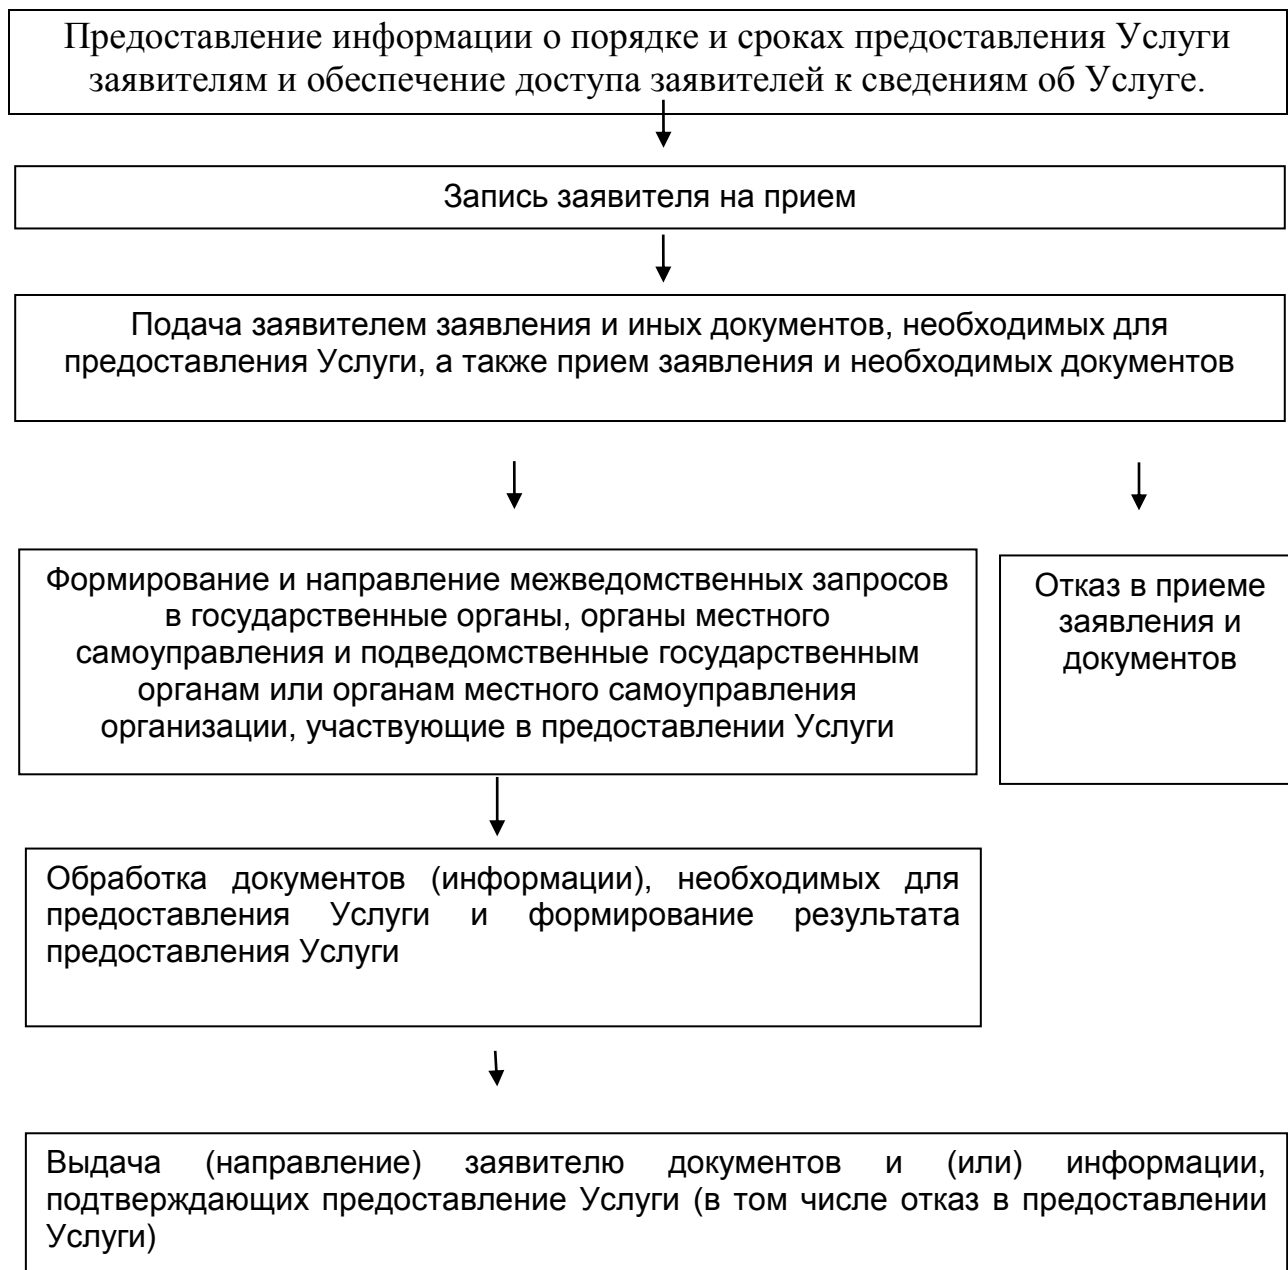 Предоставление информации о порядке и сроках предоставления Услуги
заявителям и обеспечение доступа заявителей к сведениям об Услуге.
Запись заявителя на прием
Подача заявителем заявления и иных документов, необходимых для
предоставления Услуги, а также прием заявления и необходимых документов
Формирование и направление межведомственных запросов
в государственные органы, органы местного
самоуправления и подведомственные государственным
органам или органам местного самоуправления
организации, участвующие в предоставлении Услуги
Отказ в приеме
заявления и
документов
Обработка документов (информации), необходимых для
предоставления Услуги и формирование результата
предоставления Услуги
Выдача (направление) заявителю документов и (или) информации,
подтверждающих предоставление Услуги (в том числе отказ в предоставлении
Услуги)